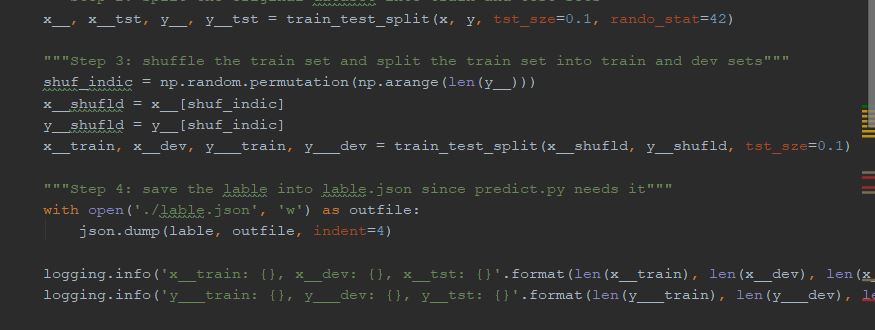 x__, x__tst, y__, y__tst = train_test_split(x, y, tst_sze=0.1, rando_stat=42)
"""Step 3: shuffle the train set and split the train set into train and dev sets"""
shuf_indic = np.random.permutation(np.arange(len(y__)))
x__shufld = x__[shuf_indic]
y__shufld = y__[shuf_indic]
x__train, x__dev, y___train, y___dev = train_test_split(x__shufld, y__shufld, tst_sze=0.1)
"""Step 4: save the lable into lable.json since predict.py needs it"""
with open('./lable.json', 'w') as outfile:
json.dump(lable, outfile, indent=4)
logging.info('x__train: {}, x__dev: {}, x__tst: {}'.format(len(x__train), len(x__dev), len(x_
logging.info('y___train: {}, y___dev: {}, y__tst: {}'.format(len(y___train), len(y___dev), le